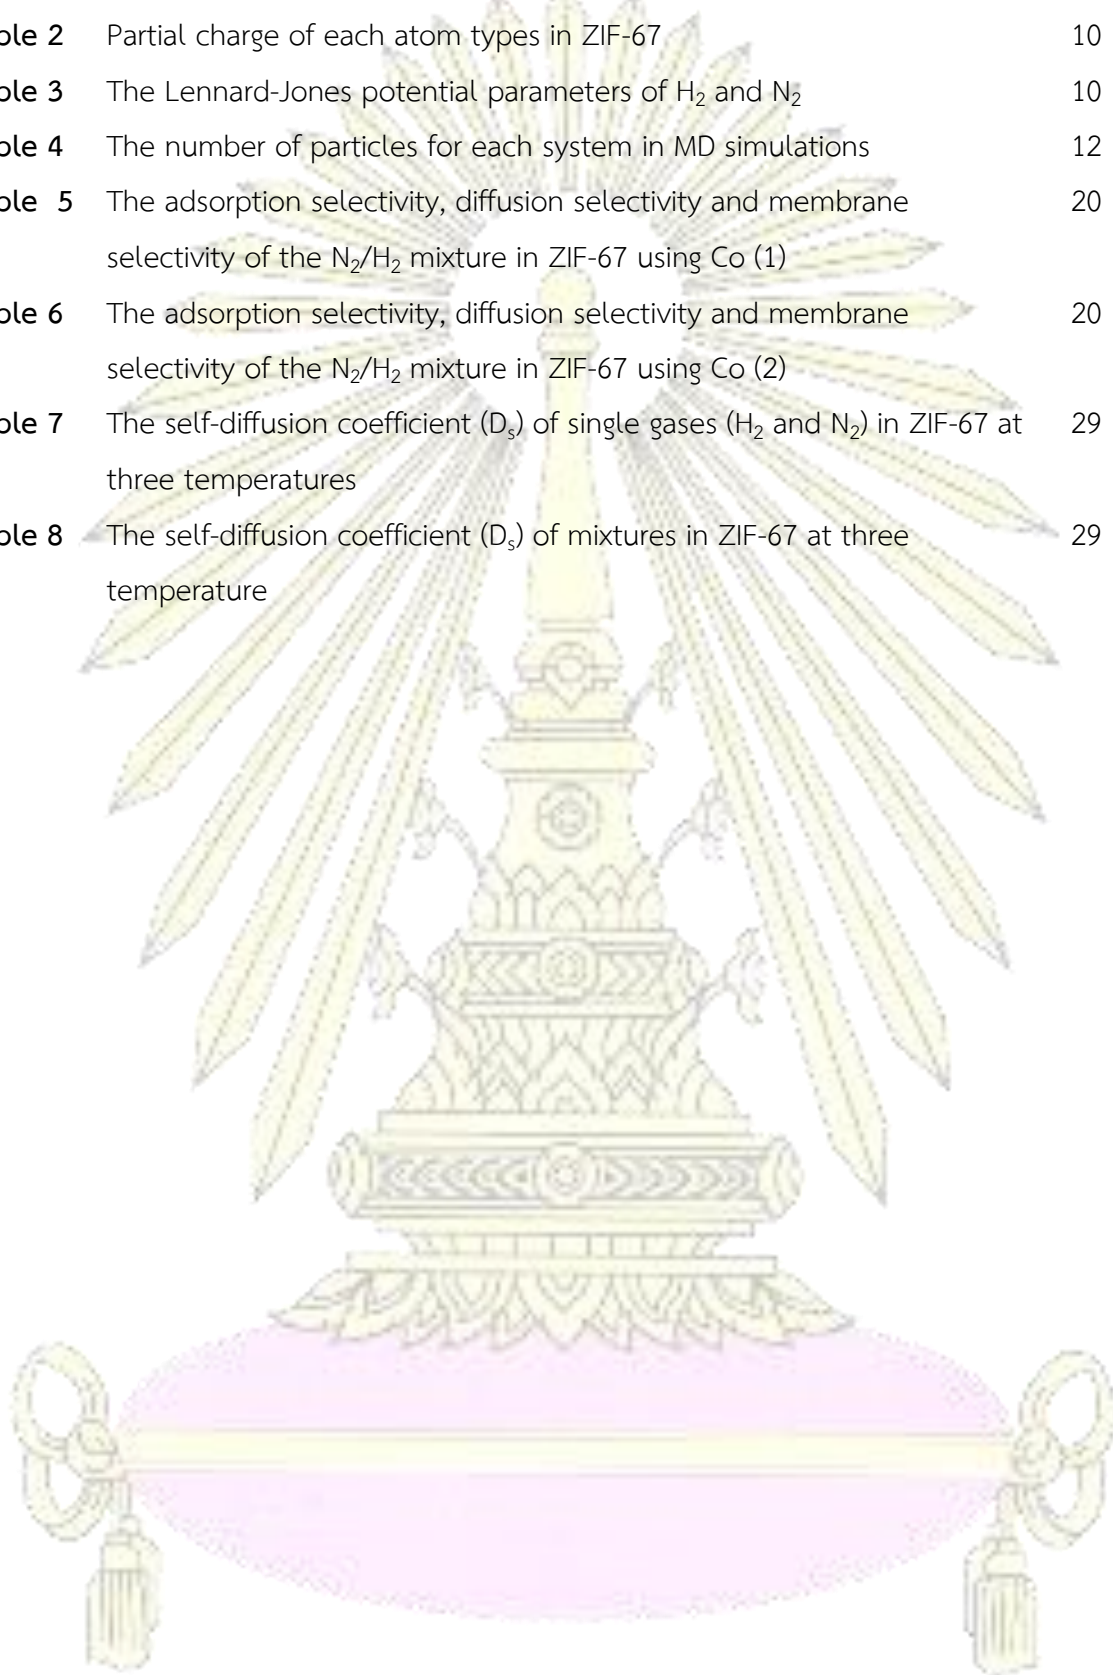 ble 2 Partial charge of each atom types in ZIF-67 10
ble 3 The Lennard-Jones potential parameters of H₂ and N₂ 10
ble 4 The number of particles for each system in MD simulations 12
ble 5 The adsorption selectivity, diffusion selectivity and membrane 20
selectivity of the N₂/H₂ mixture in ZIF-67 using Co (1)
ble 6 The adsorption selectivity, diffusion selectivity and membrane 20
selectivity of the N₂/H₂ mixture in ZIF-67 using Co (2)
ble 7 The self-diffusion coefficient (Dₛ) of single gases (H₂ and N₂) in ZIF-67 at 29
three temperatures
ble 8 The self-diffusion coefficient (Dₛ) of mixtures in ZIF-67 at three 29
temperature